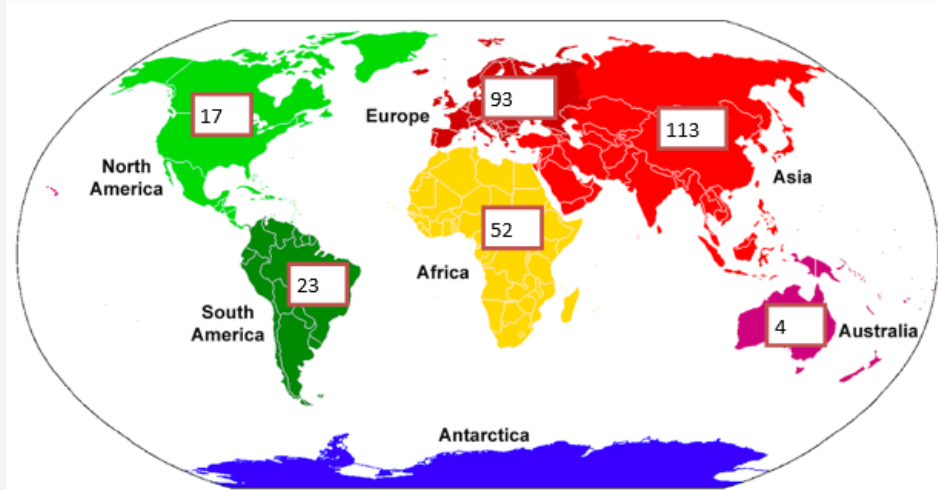 17
93
113
Europe
North
America
Asia
52
Africa
23
South
America
4
Australia
Antarctica